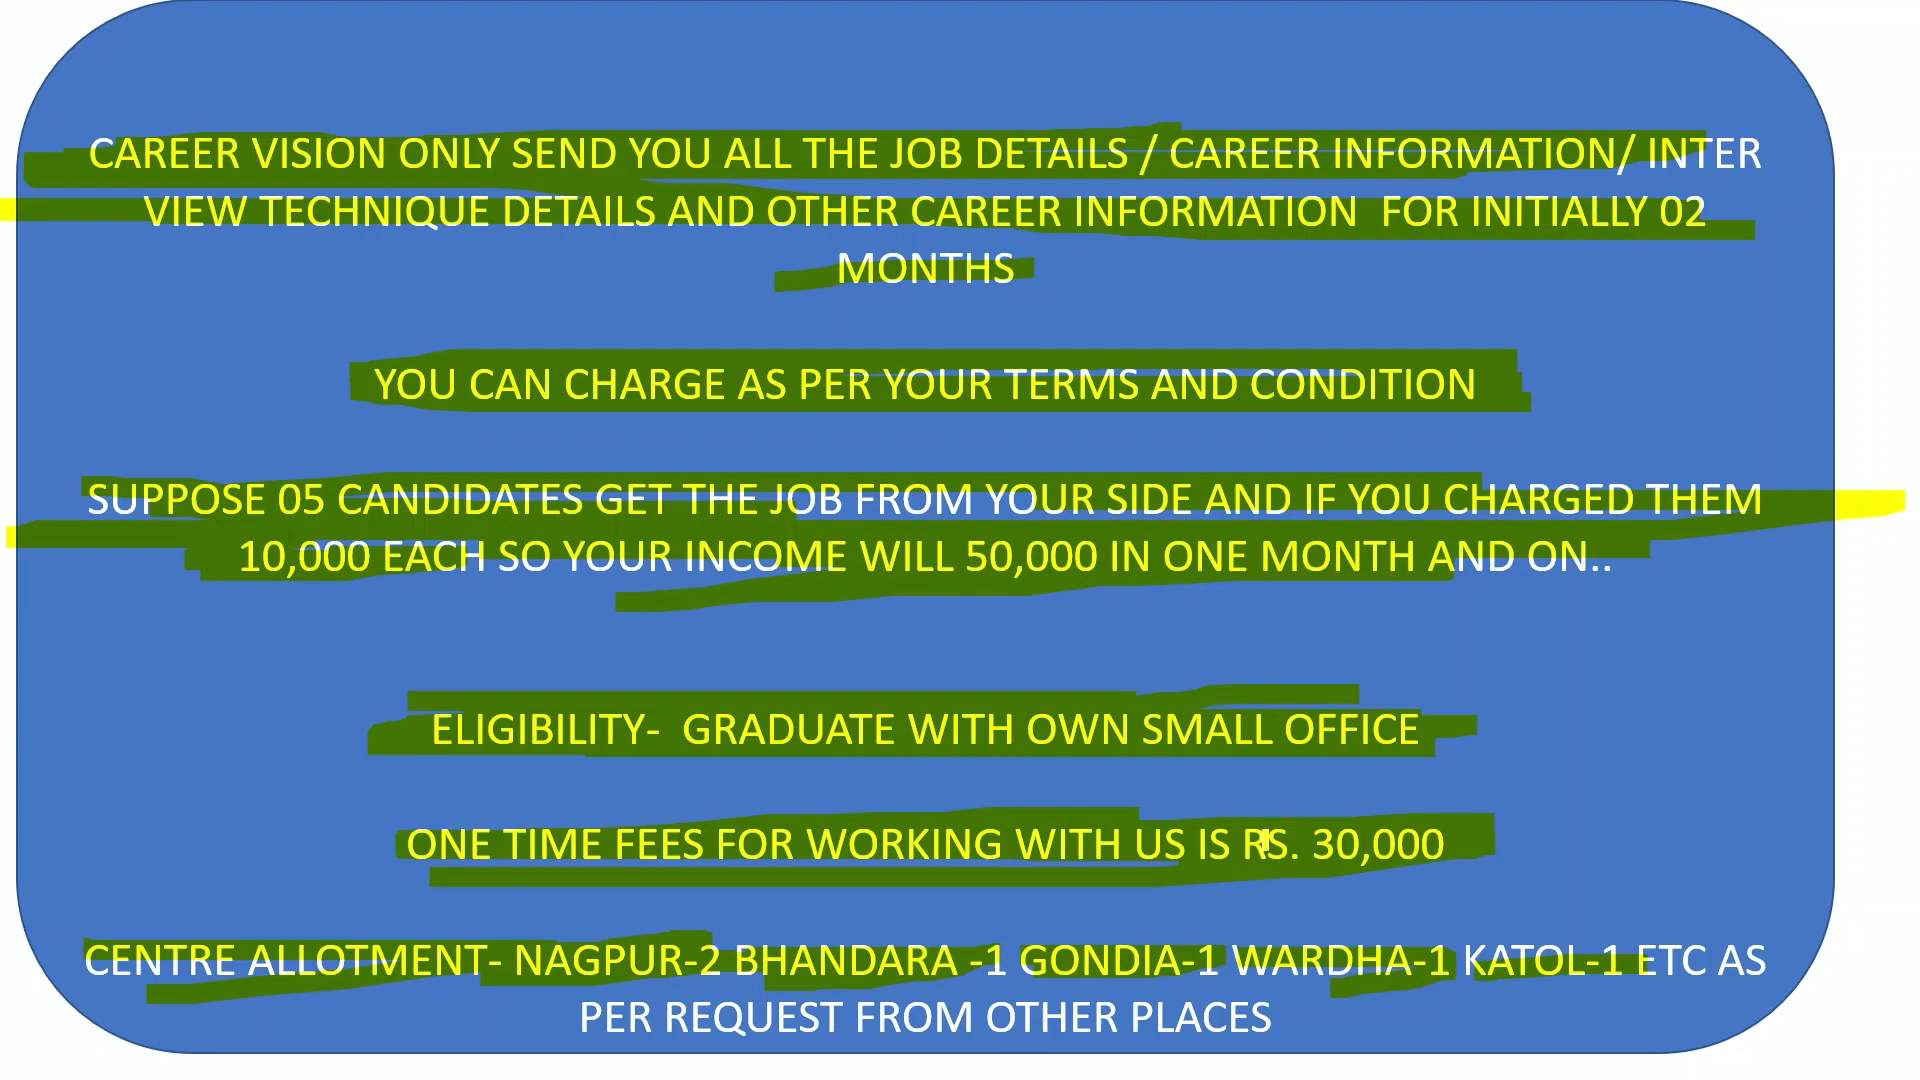 CAREER VISION ONLY SEND YOU ALL THE JOB DETAILS / CAREER INFORMATION/ INTER
VIEW TECHNIQUE DETAILS AND OTHER CAREER INFORMATION FOR INITIALLY 02
MONTHS
YOU CAN CHARGE AS PER YOUR TERMS AND CONDITION
SUPPOSE 05 CANDIDATES GET THE JOB FROM YOUR SIDE AND IF YOU CHARGED THEM
10,000 EACH SO YOUR INCOME WILL 50,000 IN ONE MONTH AND ON..
ELIGIBILITY- GRADUATE WITH OWN SMALL OFFICE
ONE TIME FEES FOR WORKING WITH US IS RS. 30,000
CENTRE ALLOTMENT- NAGPUR-2 BHANDARA -1 GONDIA-1 WARDHA-1 KATOL-1 ETC AS
PER REQUEST FROM OTHER PLACES